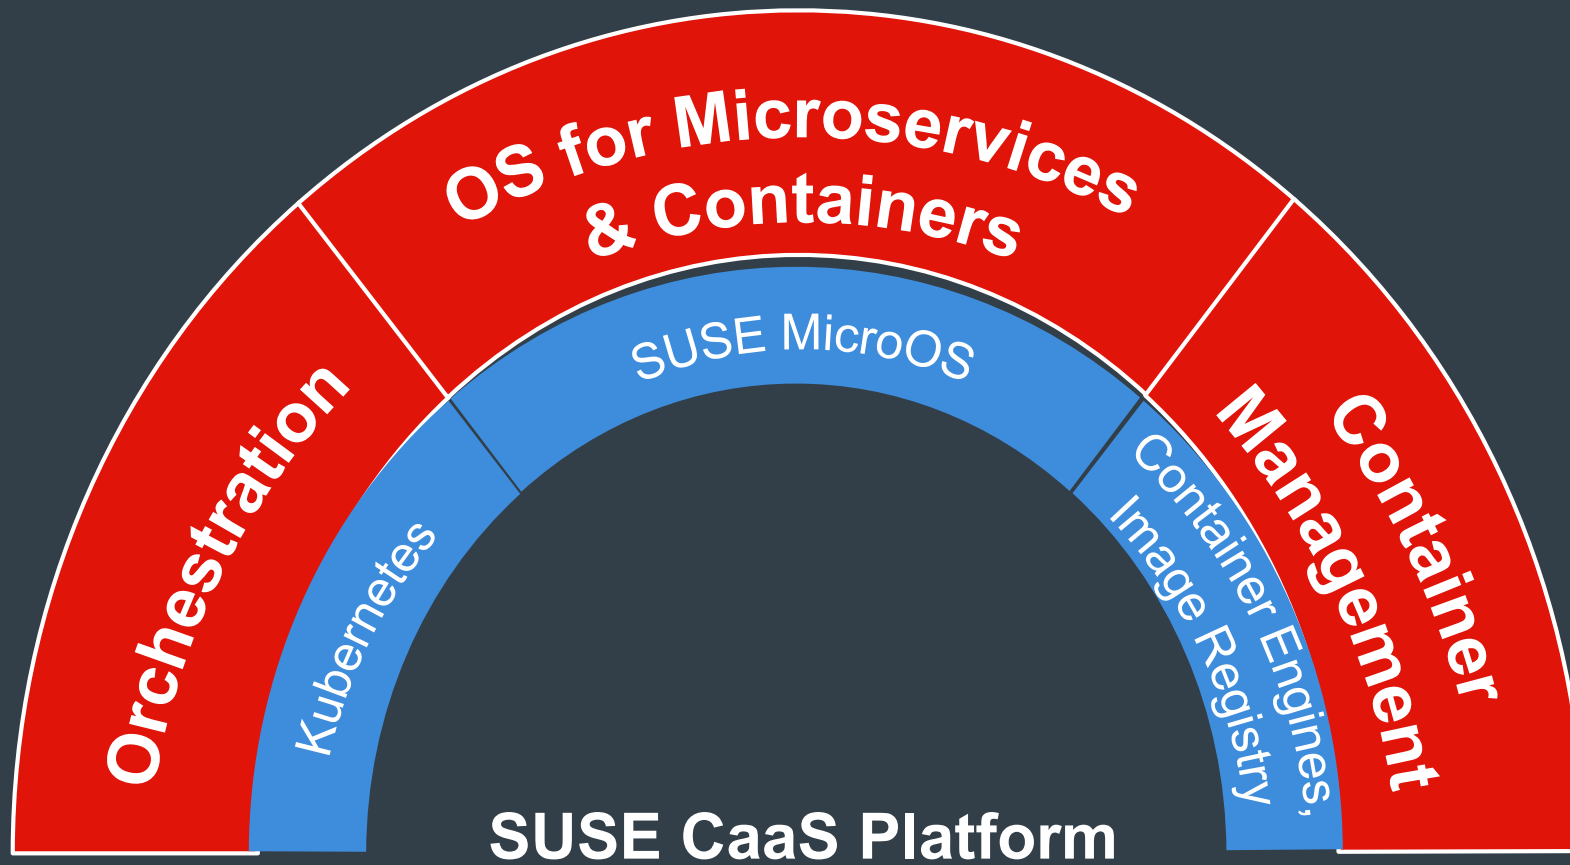 Orchestration
OS for Microservices
& Containers
Container
Management
Kubernetes
SUSE MicroOS
Container Engines,
Image Registry
SUSE CaaS Platform